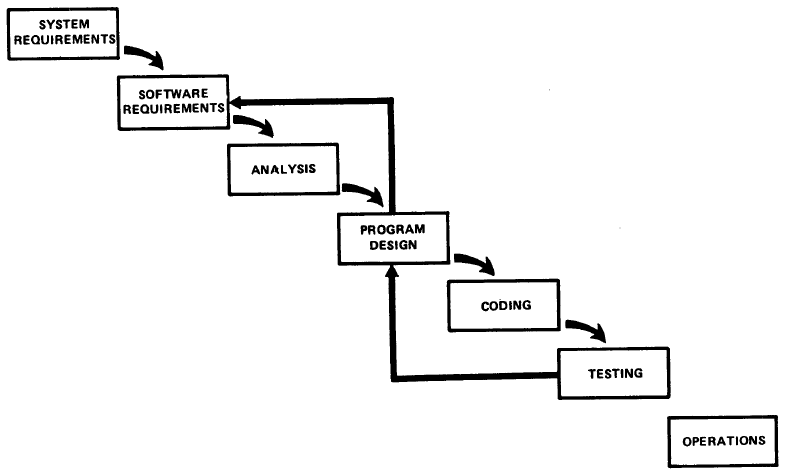 SYSTEM
REQUIREMENTS
SOFTWARE
REQUIREMENTS
ANALYSIS
PROGRAM
DESIGN
CODING
TESTING
OPERATIONS